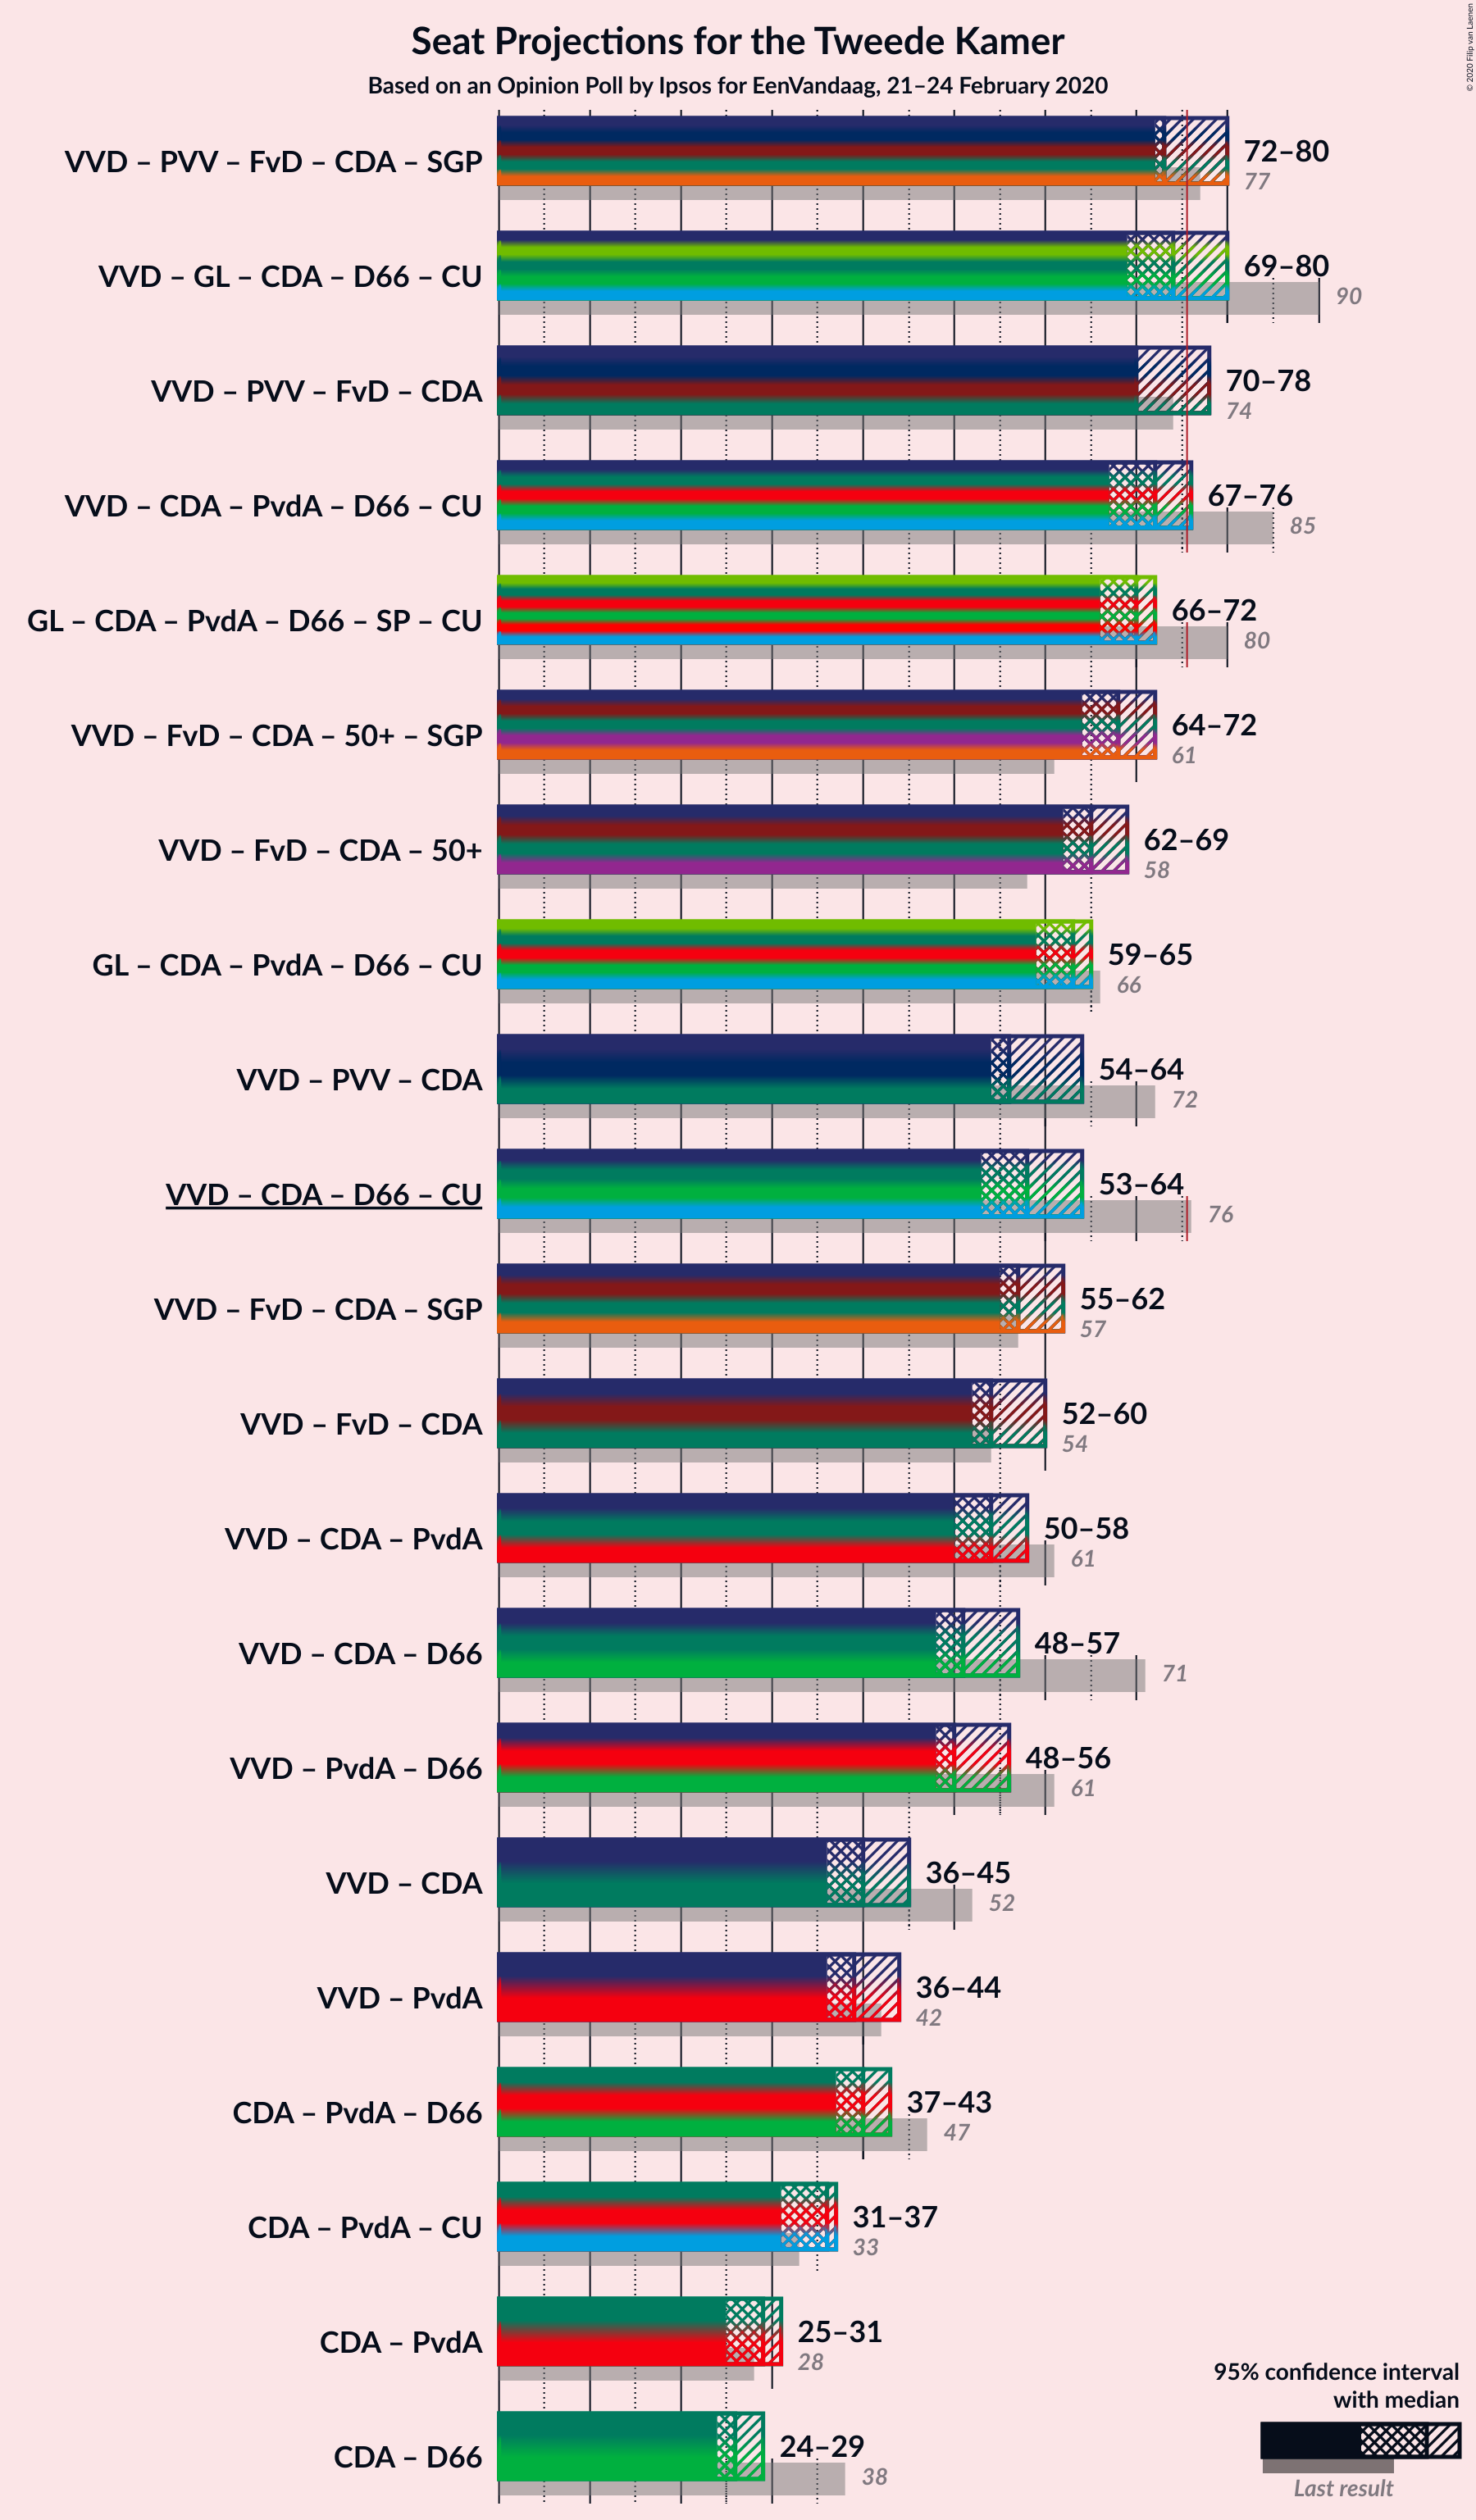 © 2020 Filip van Laenen
Seat Projections for the Tweede Kamer
Based on an Opinion Poll by Ipsos for EenVandaag, 21–24 February 2020
VVD – PVV – FvD – CDA – SGP
72–80
77
VVD – GL – CDA – D66 – CU
69–80
90
VVD – PVV – FvD – CDA
70–78
74
VVD – CDA – PvdA – D66 – CU
67–76
85
GL – CDA – PvdA – D66 – SP – CU
66–72
80
VVD – FvD – CDA – 50+ – SGP
64–72
61
VVD – FvD – CDA – 50+
62–69
58
GL – CDA – PvdA – D66 – CU
59–65
66
VVD – PVV – CDA
54–64
72
VVD – CDA – D66 – CU
53–64
76
VVD – FvD – CDA – SGP
55–62
57
VVD – FvD – CDA
52–60
54
VVD – CDA – PvdA
50–58
61
VVD – CDA – D66
48–57
71
VVD – PvdA – D66
48–56
61
VVD – CDA
36–45
52
VVD – PvdA
36–44
42
CDA – PvdA – D66
37–43
47
CDA – PvdA – CU
31–37
33
CDA – PvdA
25–31
28
CDA – D66
24–29
38
95% confidence interval
with median
Last result